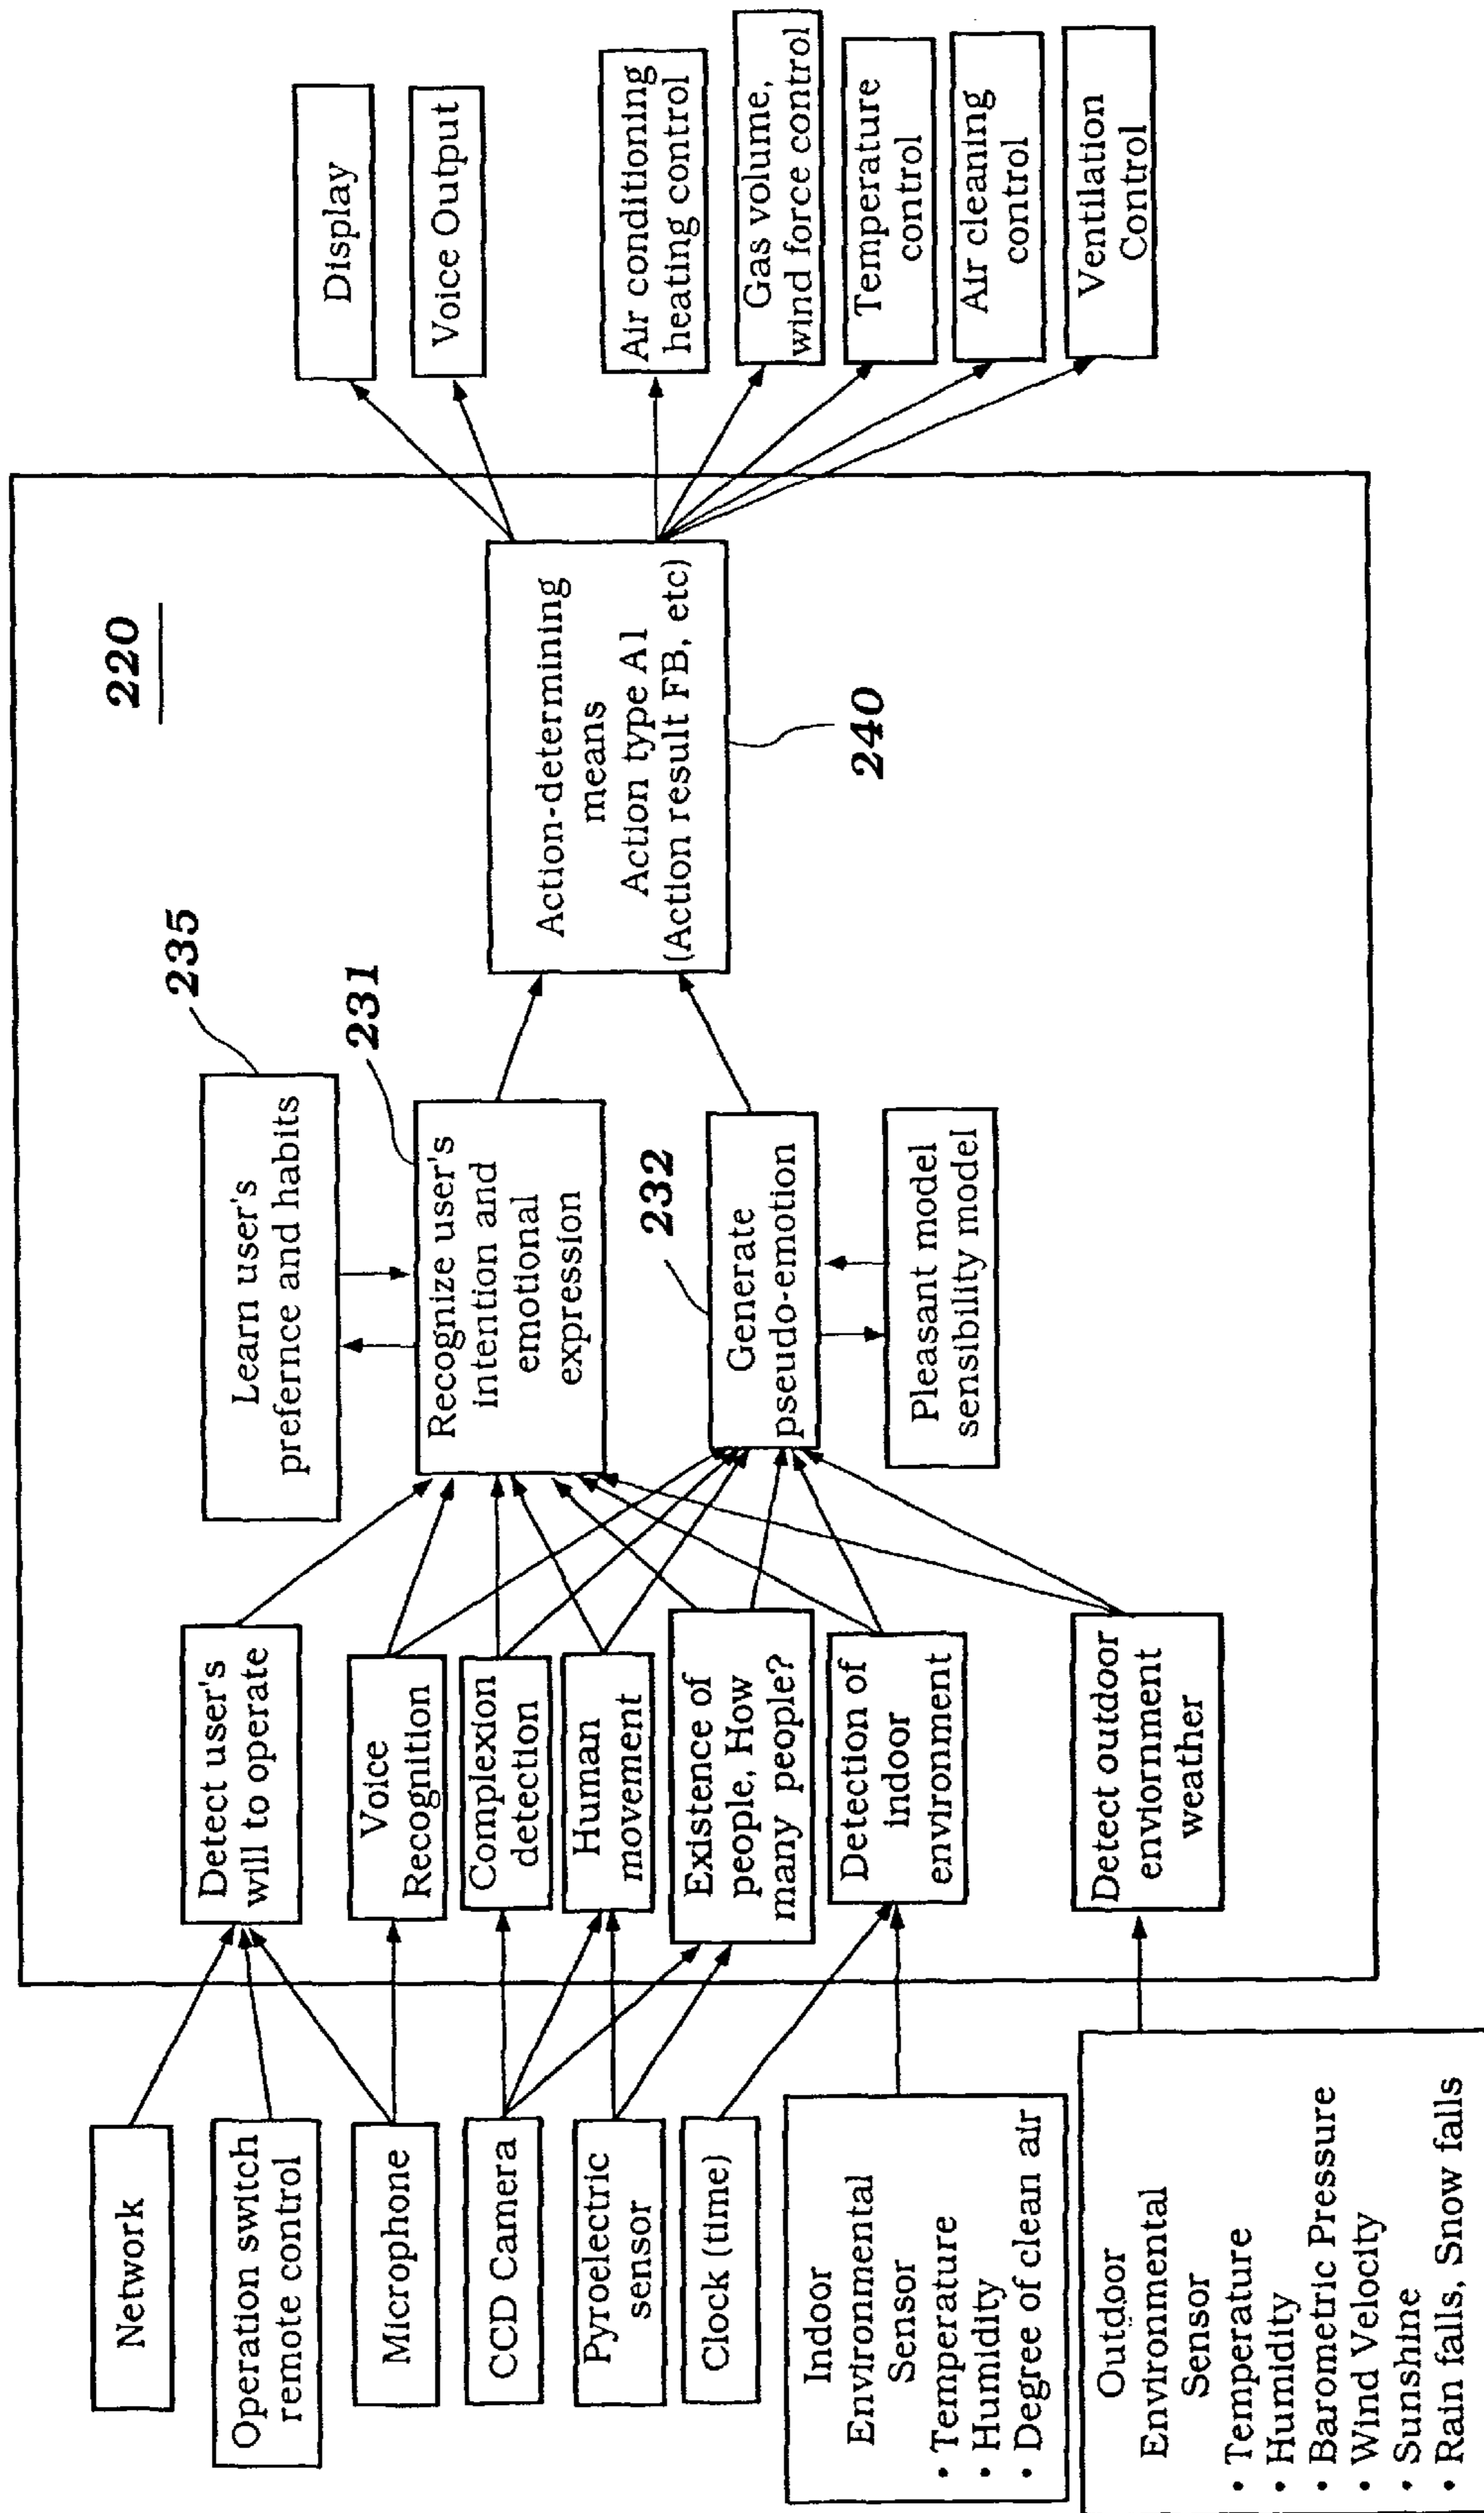 220
Network
Operation switch
remote control
Microphone
CCD Camera
Pyroelectric
sensor
Clock (time)
Indoor
Environmental
Sensor
• Temperature
• Humidity
• Degree of clean air
Outdoor
Environmental
Sensor
• Temperature
• Humidity
• Barometric Pressure
• Wind Velocity
• Sunshine
• Rain falls, Snow falls
Detect user's
will to operate
Voice
Recognition
Complexion
detection
Human
movement
Existence of
people, How
many people?
Detection of
indoor
environment
Detect outdoor
enviornment
weather
235
Learn user's
prefernce and habits
231
Recognize user's
intention and
emotional
expression
232
Generate
pseudo-emotion
Pleasant model
sensibility model
Action-determining
means
Action type A1
(Action result FB, etc)
240
Display
Voice Output
Air conditioning
heating control
Gas volume,
wind force control
Temperature
control
Air cleaning
control
Ventilation
Control